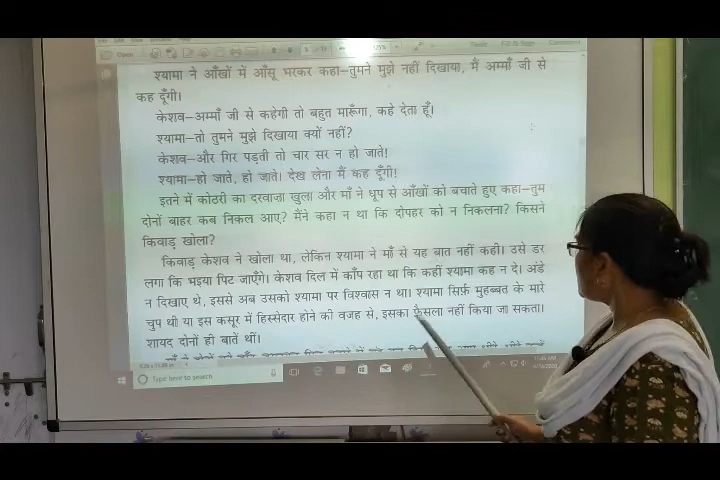 Open
125%
श्यामा ने आँखों में आँसू भरकर कहा—तुमने मुझे नहीं दिखाया, मैं अम्माँ जी से
कह दूँगी।
केशव—अम्माँ जी से कहेगी तो बहुत मारूँगा, कहे देता हूँ।
श्यामा—तो तुमने मुझे दिखाया क्यों नहीं?
केशव—और गिर पड़ती तो चार सर न हो जाते!
श्यामा—हो जाते, हो जाते। देख लेना मैं कह दूँगी!
इतने में कोठरी का दरवाज़ा खुला और माँ ने धूप से आँखों को बचाते हुए कहा—तुम
दोनों बाहर कब निकल आए? मैंने कहा न था कि दोपहर को न निकलना? किसने
किवाड़ खोला?
किवाड़ केशव ने खोला था, लेकिन श्यामा ने माँ से यह बात नहीं कही। उसे डर
लगा कि भइया पिट जाएँगे। केशव दिल में काँप रहा था कि कहीं श्यामा कह न दे। अंडे
न दिखाए थे, इससे अब उसको श्यामा पर विश्वास न था। श्यामा सिर्फ़ मुहब्बत के मारे
चुप थी या इस कसूर में हिस्सेदार होने की वजह से, इसका फ़ैसला नहीं किया जा सकता।
शायद दोनों ही बातें थीं।
Type here to search